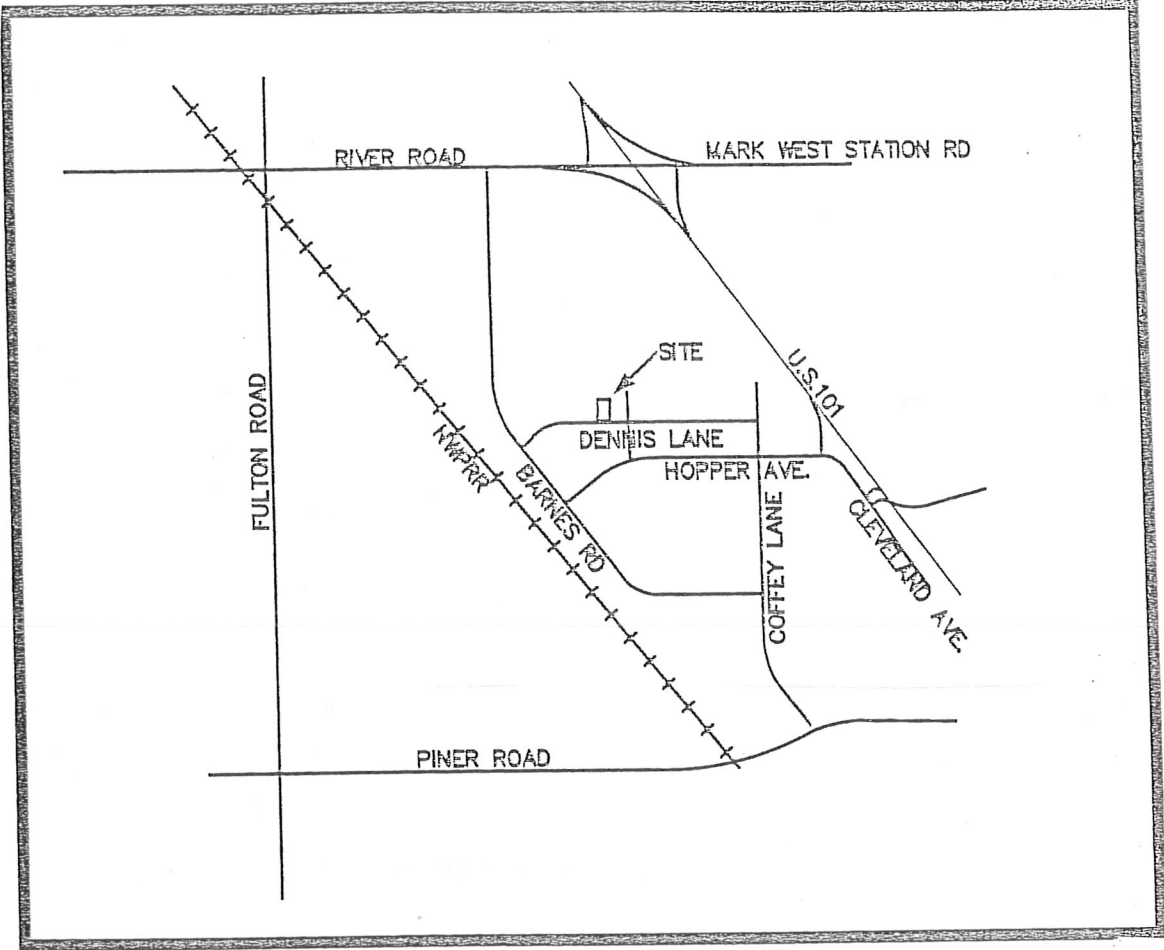 RIVER ROAD
MARK WEST STATION RD
SITE
U.S.101
FULTON ROAD
DENNIS LANE
NWPRR
HOPPER AVE.
BARNES RD
COFFEY LANE
CLEVELAND AVE.
PINER ROAD